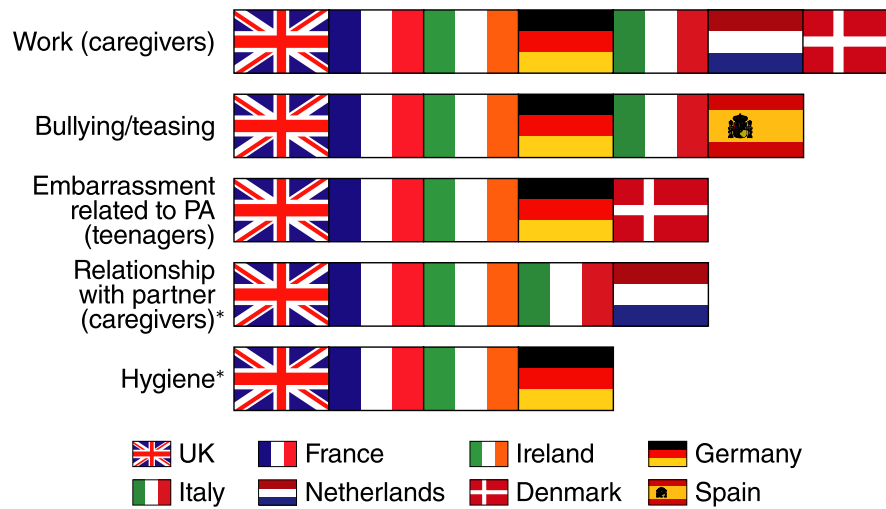 Work (caregivers)
Bullying/teasing
Embarrassment
related to PA
(teenagers)
Relationship
with partner
(caregivers)*
Hygiene*
UK
France
Ireland
Germany
Italy
Netherlands
Denmark
Spain